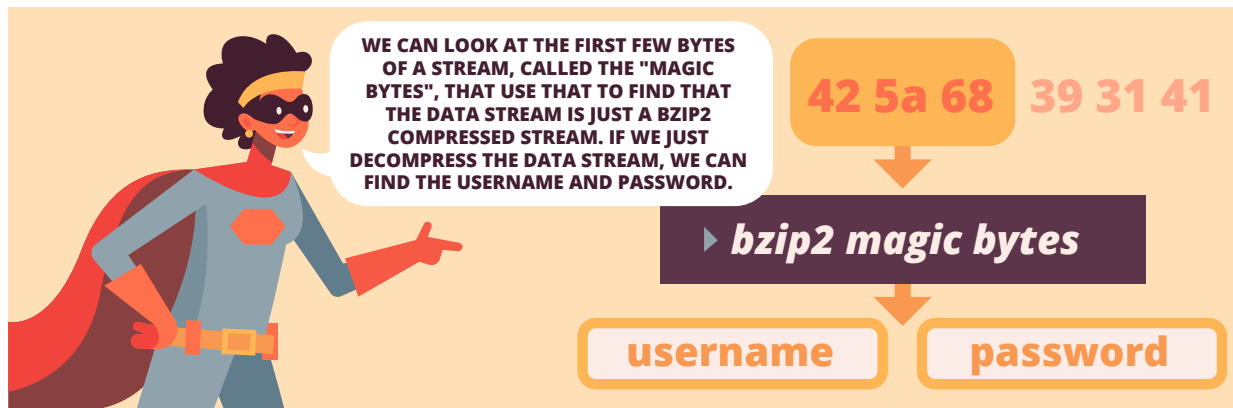 WE CAN LOOK AT THE FIRST FEW BYTES
OF A STREAM, CALLED THE "MAGIC
BYTES", THAT USE THAT TO FIND THAT
THE DATA STREAM IS JUST A BZIP2
COMPRESSED STREAM. IF WE JUST
DECOMPRESS THE DATA STREAM, WE CAN
FIND THE USERNAME AND PASSWORD.
42 5a 68 39 31 41
bzip2 magic bytes
username password